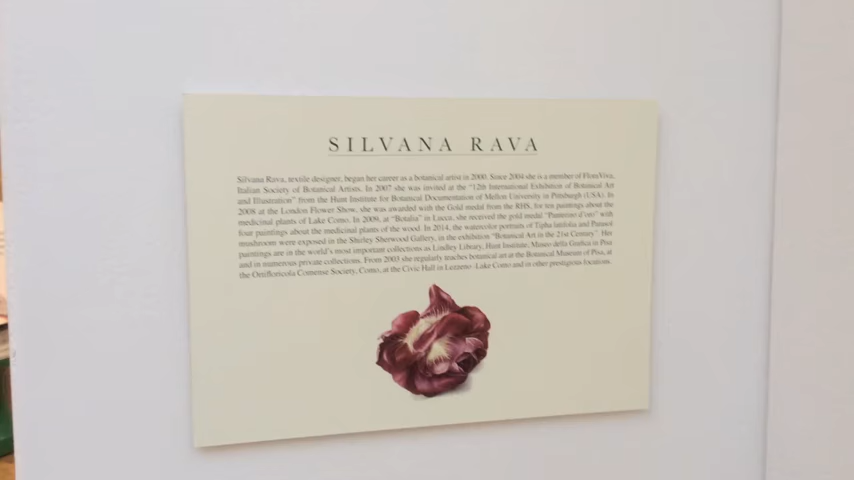 SILVANA RAVA
Silvana Rava, textile designer, began her career as a botanical artist in 2000. Since 2004 she is a member of FloraViva,
Italian Society of Botanical Artists. In 2007 she was invited at the "12th International Exhibition of Botanical Art
and Illustration" from the Hunt Institute for Botanical Documentation of Mellon University in Pittsburgh (USA). In
2008 at the London Flower Show, she was awarded with the Gold medal from the RHS, for ten paintings about the
medicinal plants of Lake Como. In 2009, at "Botalia" in Lucca, she received the gold medal "Panterino d'oro" with
four paintings about the medicinal plants of the wood. In 2014, the watercolor portraits of Tipha latifolia and Parasol
mushroom were exposed in the Shirley Sherwood Gallery, in the exhibition "Botanical Art in the 21st Century". Her
paintings are in the world's most important collections as Lindley Library, Hunt Institute, Museo della Grafica in Pisa
and in numerous private collections. From 2003 she regularly teaches botanical art at the Botanical Museum of Pisa, at
the Ortifloricola Comense Society, Como, at the Civic Hall in Lezzeno - Lake Como and in other prestigious locations.